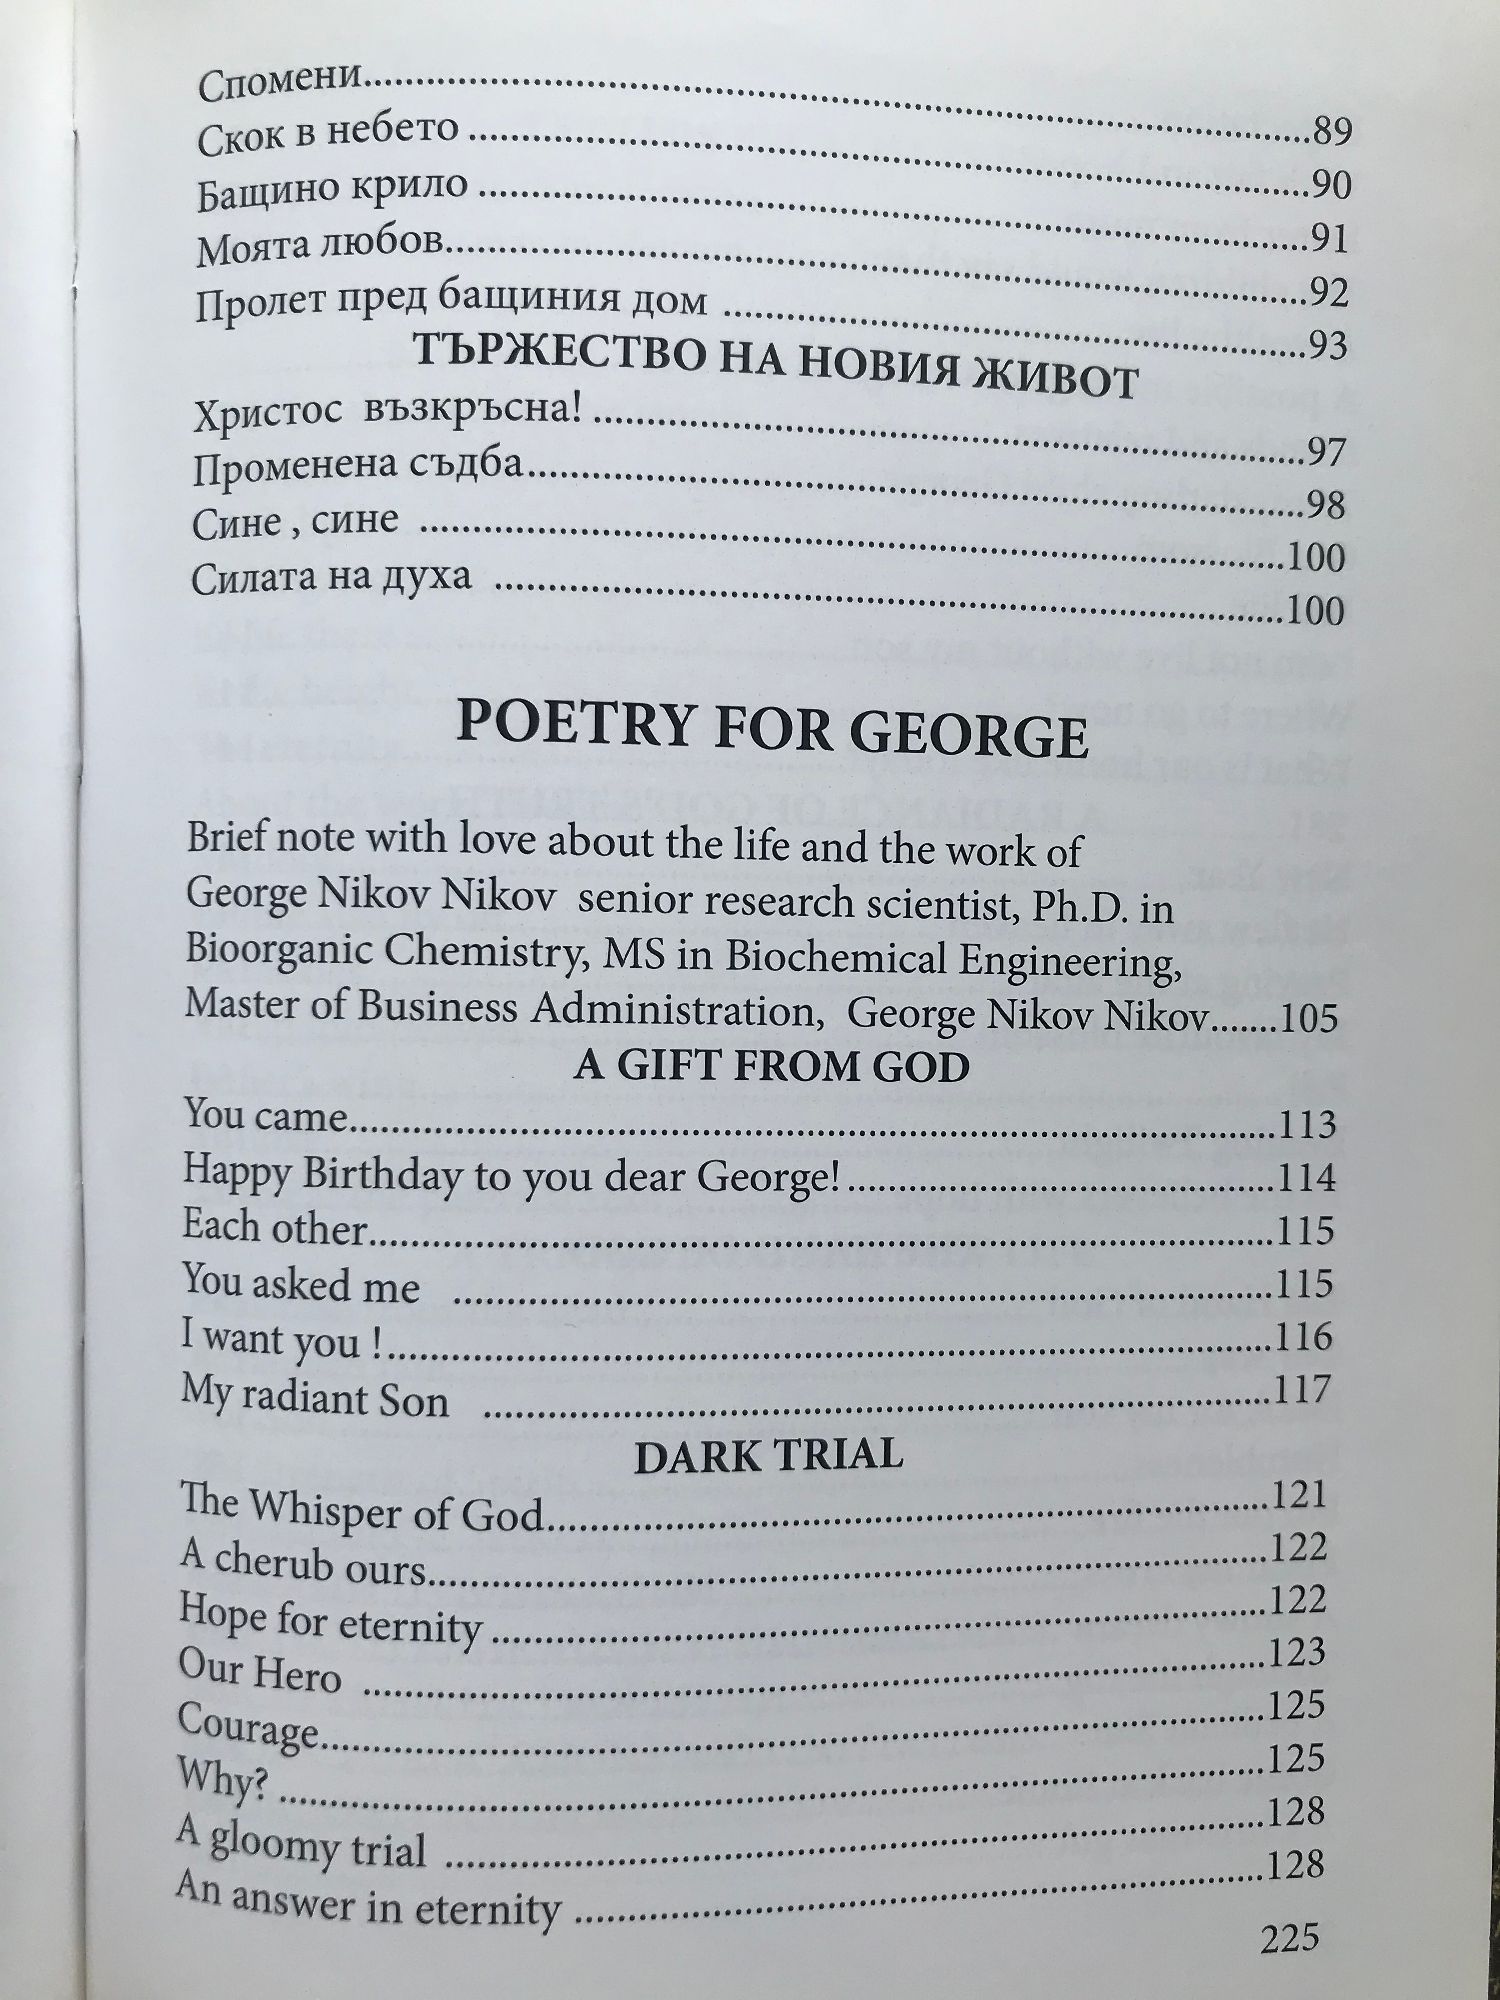 Спомени..........89
Скок в небето ..........90
Бащино крило ..........91
Моята любов..........92
Пролет пред бащиния дом ..........93
ТЪРЖЕСТВО НА НОВИЯ ЖИВОТ
Христос възкръсна! ..........97
Променена съдба..........98
Сине , сине ..........100
Силата на духа ..........100
POETRY FOR GEORGE
Brief note with love about the life and the work of
George Nikov Nikov senior research scientist, Ph.D. in
Bioorganic Chemistry, MS in Biochemical Engineering,
Master of Business Administration, George Nikov Nikov.......105
A GIFT FROM GOD
You came..........113
Happy Birthday to you dear George!..........114
Each other..........115
You asked me ..........115
I want you !..........116
My radiant Son ..........117
DARK TRIAL
The Whisper of God..........121
A cherub ours..........122
Hope for eternity ..........122
Our Hero ..........123
Courage..........125
Why? ..........125
A gloomy trial ..........128
An answer in eternity ..........128
225